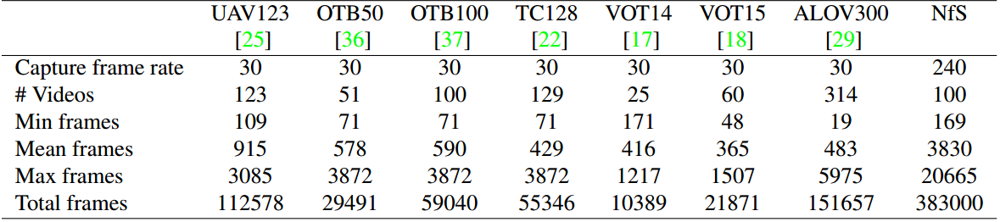 UAV123 OTB50 OTB100 TC128 VOT14 VOT15 ALOV300 NfS
[25] [36] [37] [22] [17] [18] [29]
Capture frame rate 30 30 30 30 30 30 30 240
# Videos 123 51 100 129 25 60 314 100
Min frames 109 71 71 71 171 48 19 169
Mean frames 915 578 590 429 416 365 483 3830
Max frames 3085 3872 3872 3872 1217 1507 5975 20665
Total frames 112578 29491 59040 55346 10389 21871 151657 383000